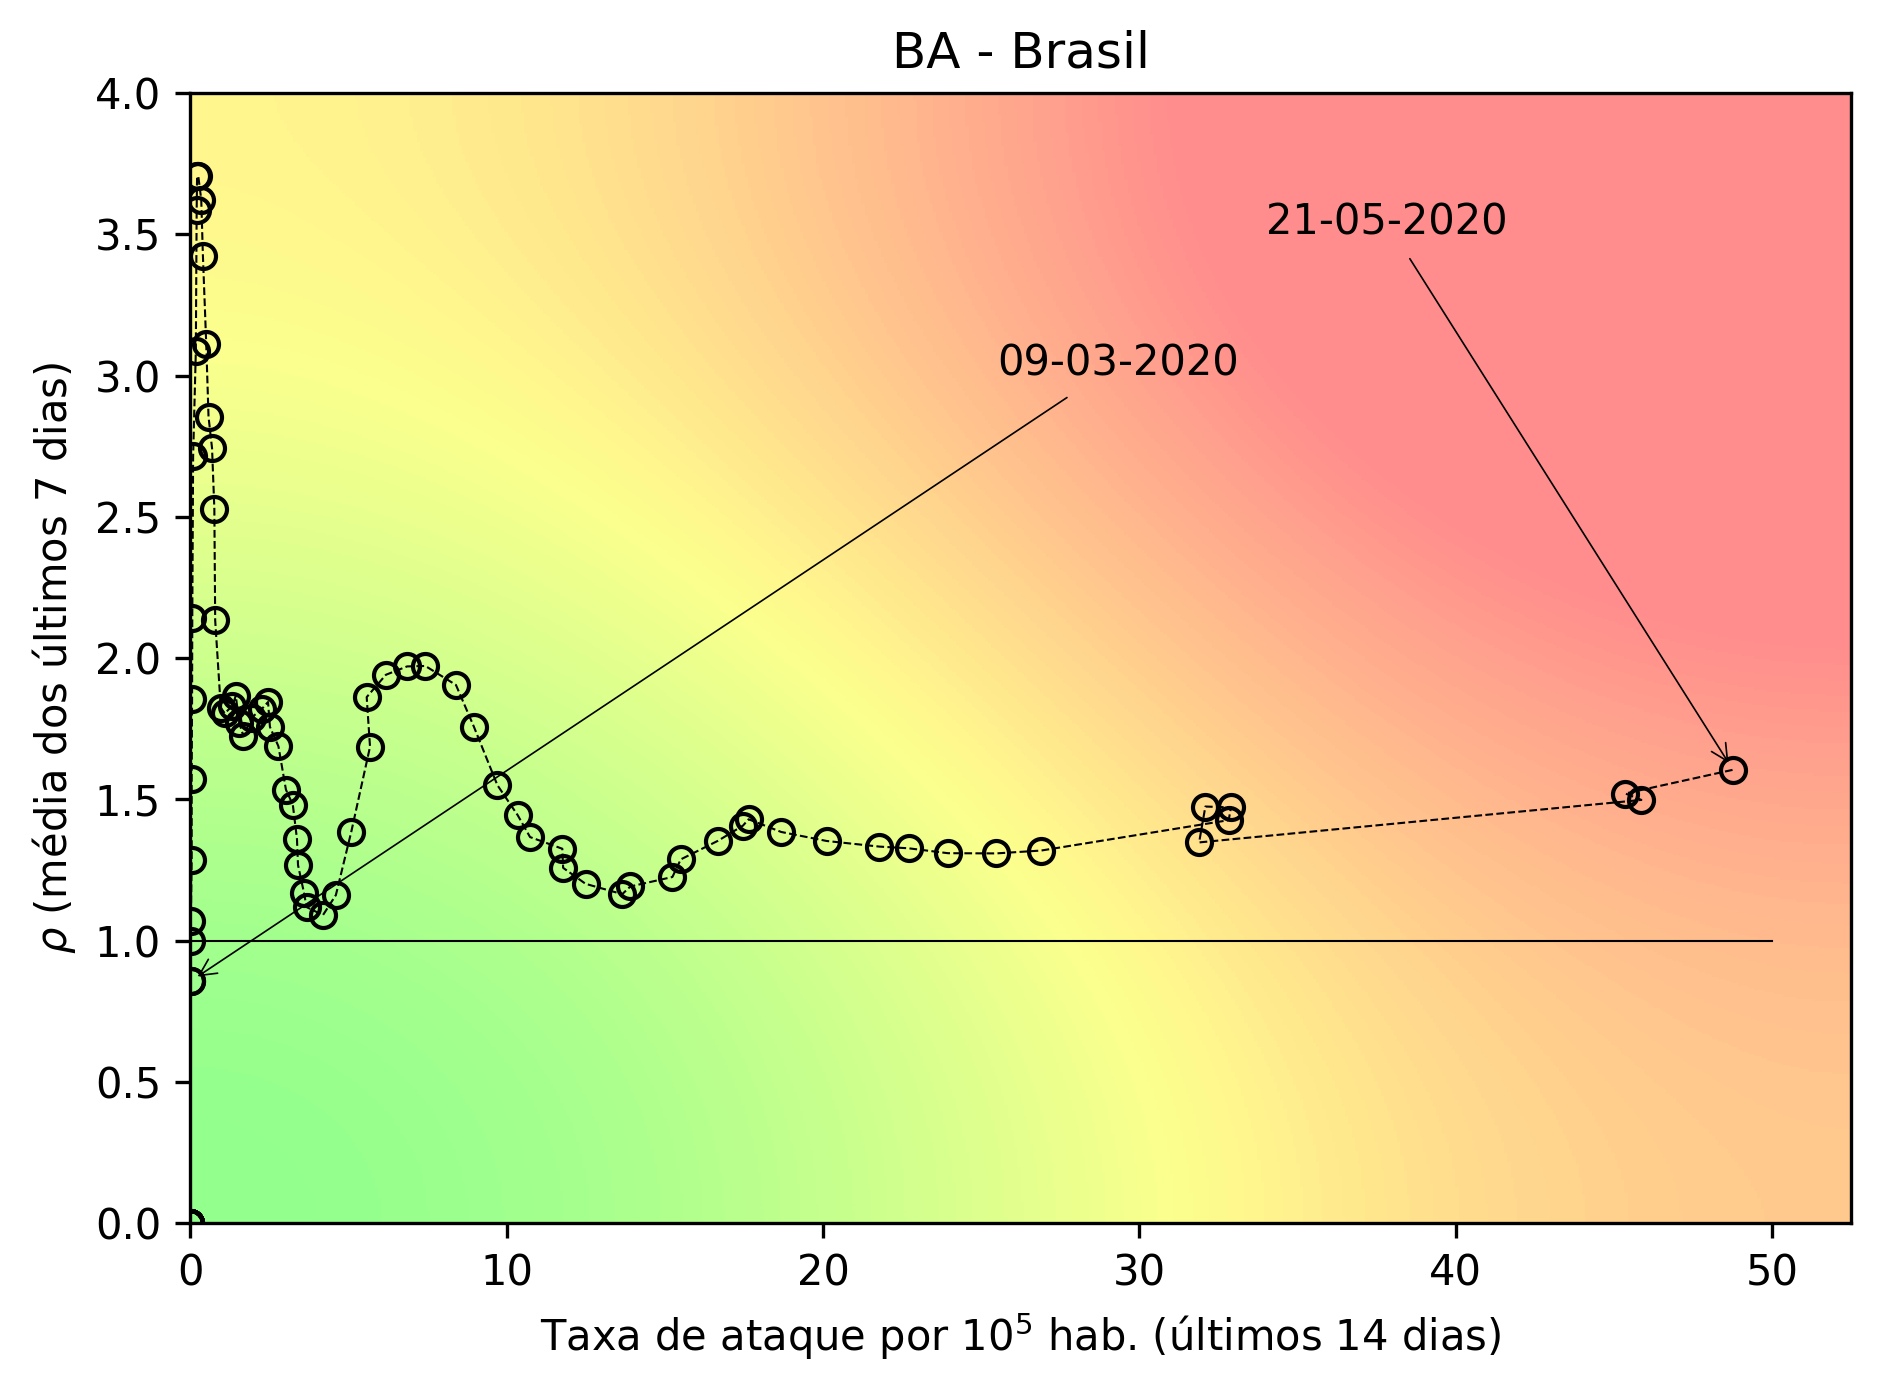 BA - Brasil
4.0
3.5
3.0
2.5
2.0
1.5
1.0
0.5
0.0
ρ (média dos últimos 7 dias)
21-05-2020
09-03-2020
0 10 20 30 40 50
Taxa de ataque por 10⁵ hab. (últimos 14 dias)